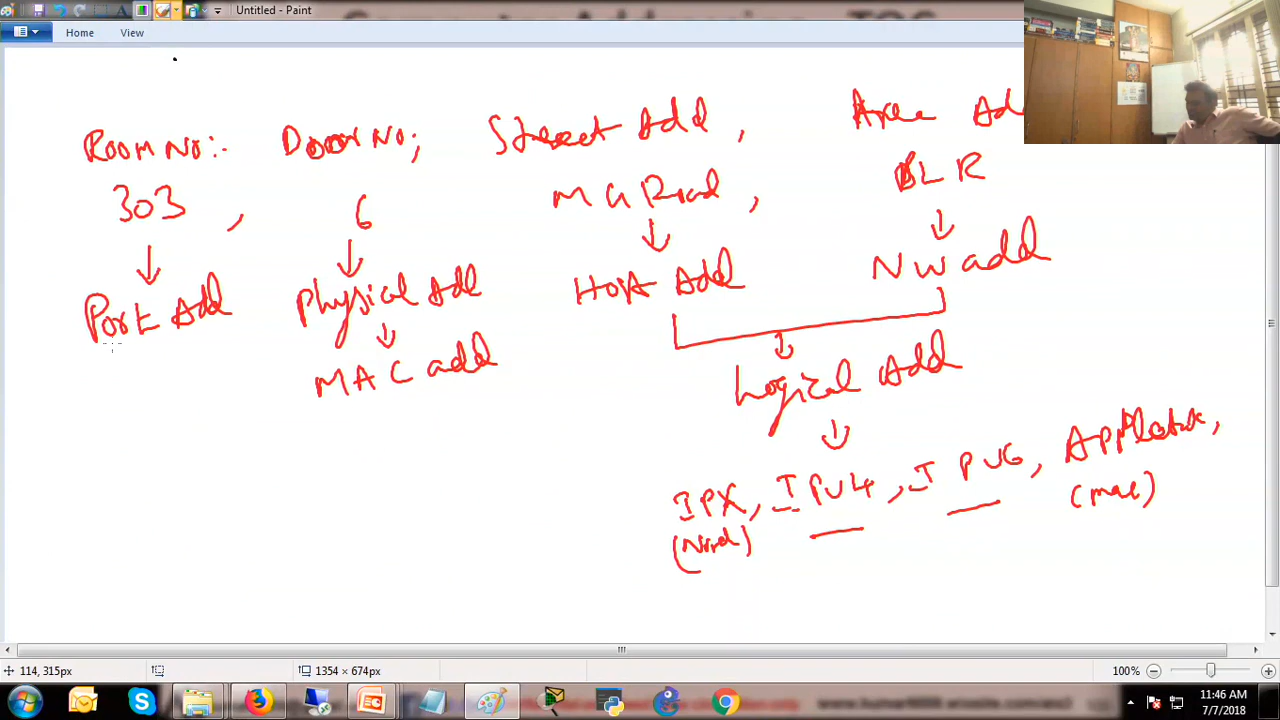 Untitled - Paint
Home View
Room No:- Door No; Street Add , Area Ad
303 , 6 M G Road , BLR
Port Add Physical Add Host Add NW add
MAC add Logical Add
IPX, IPV4, IPV6, Appletalk,
(Novel) (mac)
114, 315px 1354 × 674px 100%
11:46 AM
7/7/2018